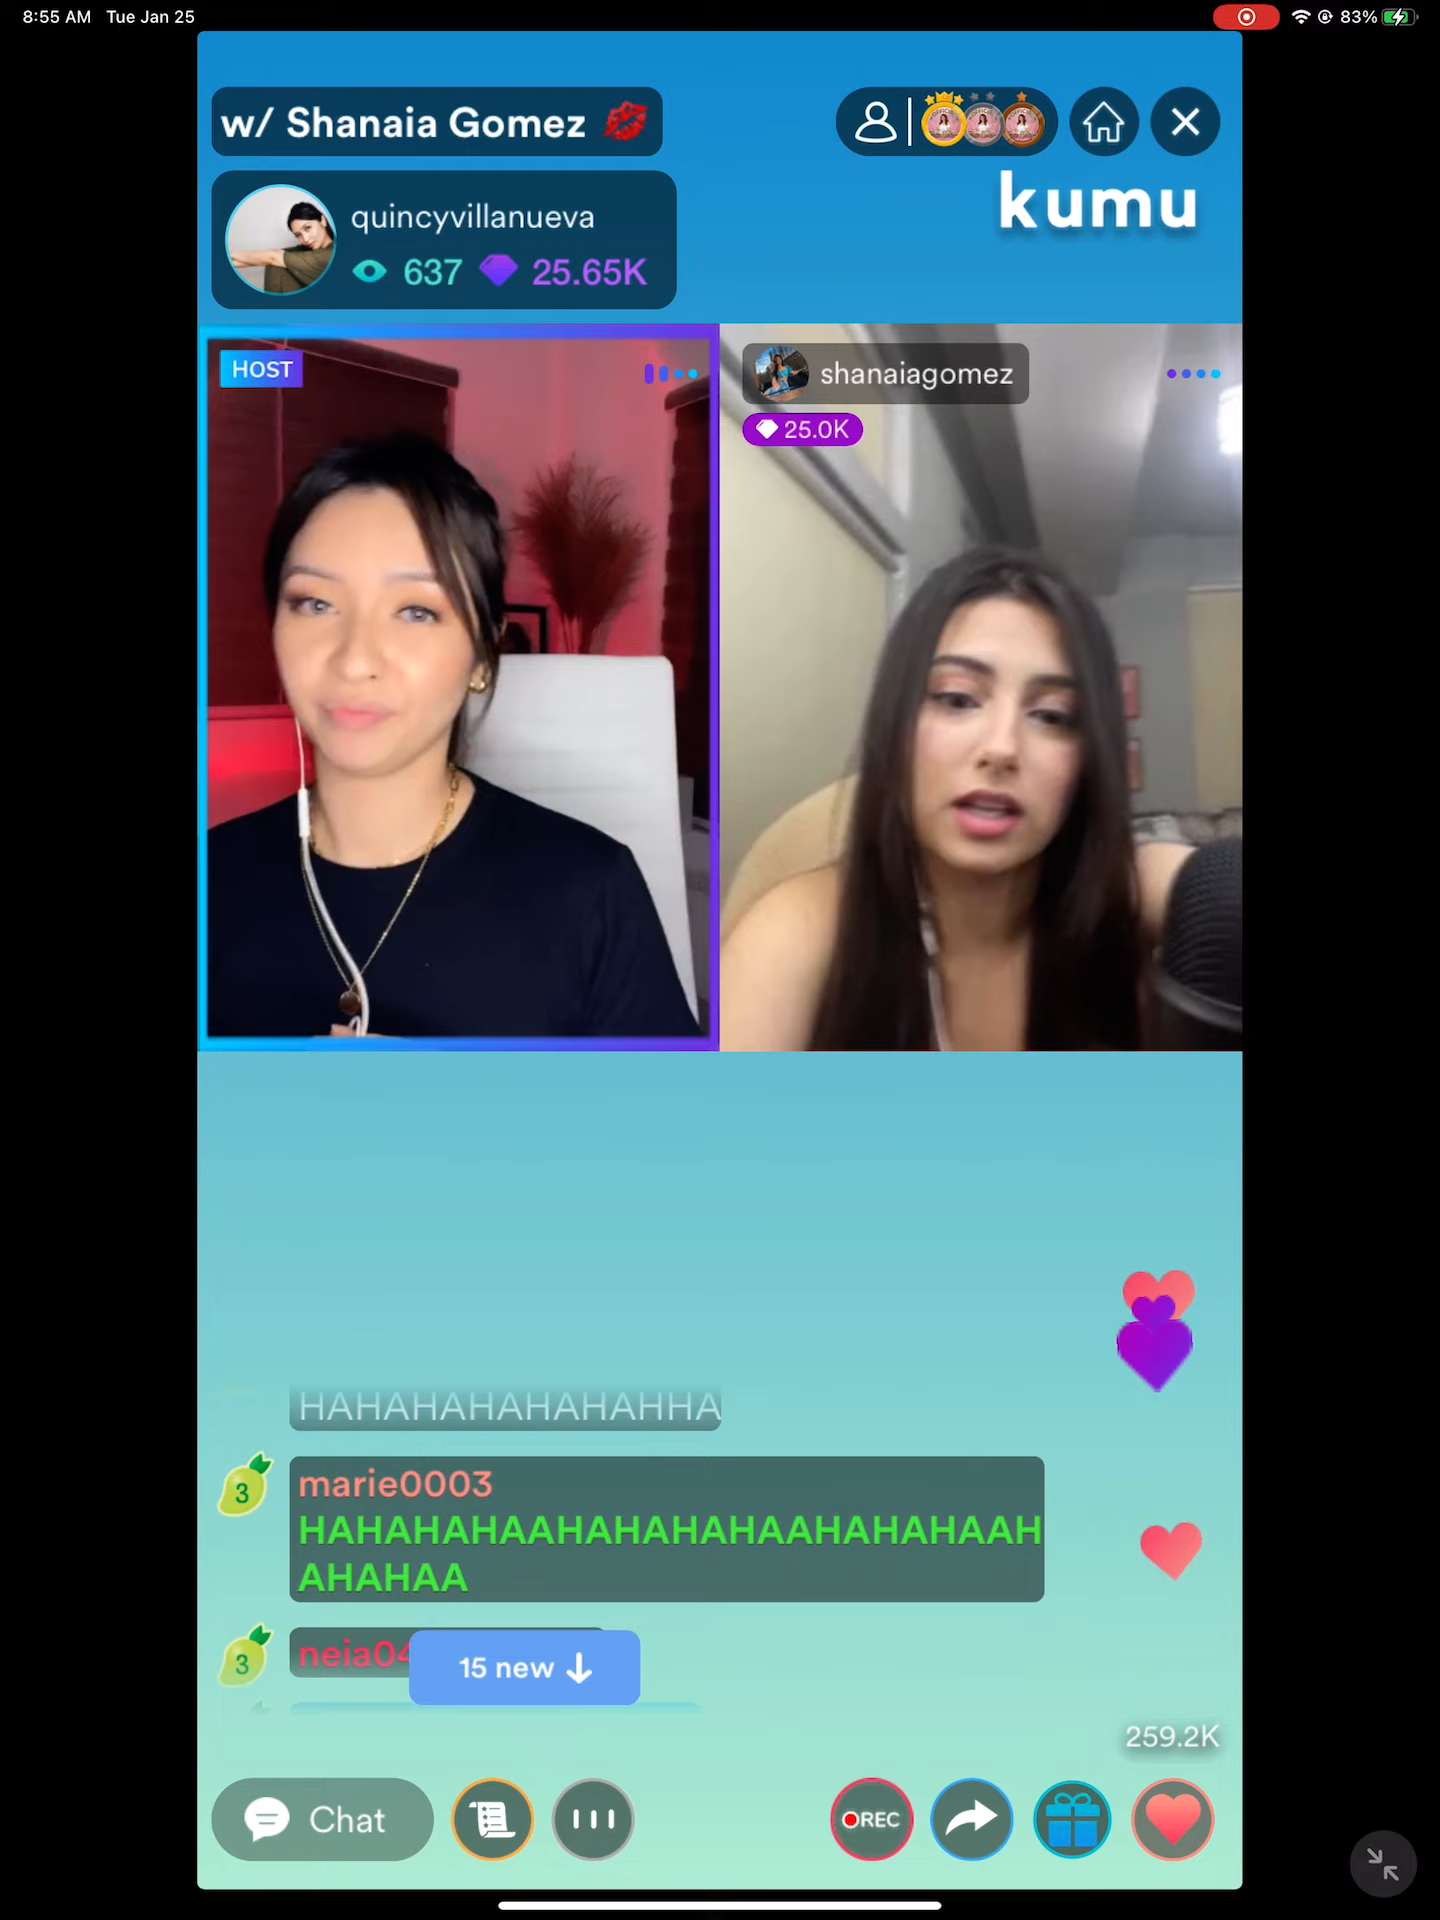 8:55 AM Tue Jan 25
83%
w/ Shanaia Gomez 💋
kumu
quincyvillanueva
637 25.65K
HOST
shanaiagomez
25.0K
HAHAHAHAHAHAHHA
3 marie0003
HAHAHAHAAHAHAHAHAAHAHAHAAH
AHAHAA
3
15 new ↓
259.2K
Chat
REC